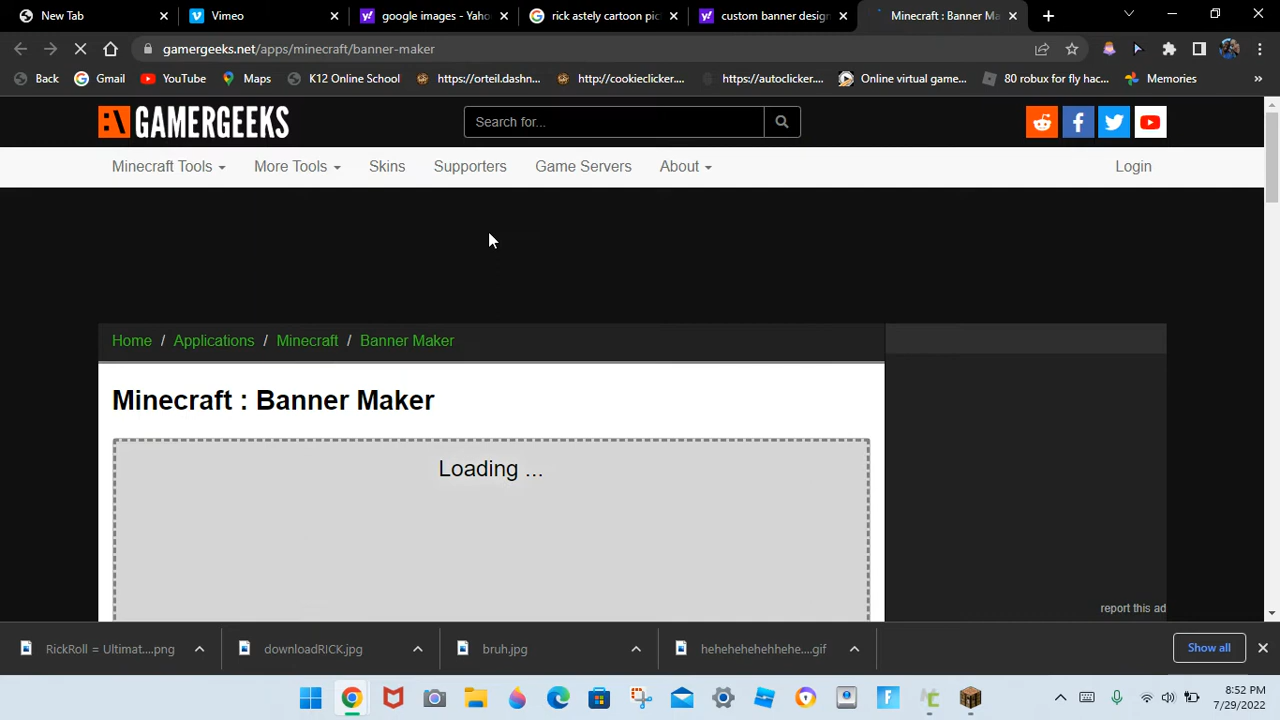 New Tab
Vimeo
google images - Yaho
rick astely cartoon pic
custom banner design
Minecraft : Banner Ma
gamergeeks.net/apps/minecraft/banner-maker
Back
Gmail
YouTube
Maps
K12 Online School
https://orteil.dashn...
http://cookieclicker....
https://autoclicker....
Online virtual game...
80 robux for fly hac...
Memories
»
GAMERGEEKS
Search for...
Minecraft Tools
More Tools
Skins
Supporters
Game Servers
About
Login
Home / Applications / Minecraft / Banner Maker
Minecraft : Banner Maker
Loading ...
report this ad
RickRoll = Ultimat....png
downloadRICK.jpg
bruh.jpg
hehehehehehhehe....gif
Show all
8:52 PM
7/29/2022